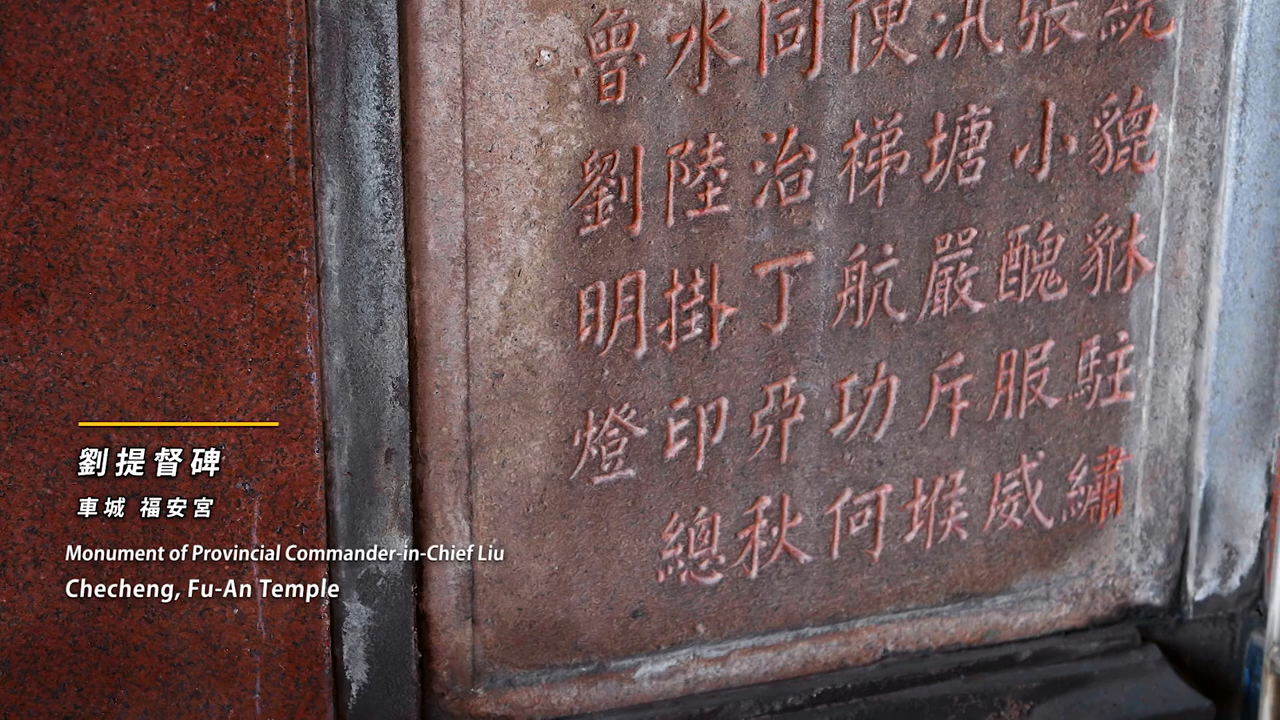 統貔貅駐繡
張小醜服威
汛塘嚴斥堠
便梯航功何
同治丁卯秋
水陸掛印總
魯劉明燈
劉提督碑
車城 福安宮
Monument of Provincial Commander-in-Chief Liu
Checheng, Fu-An Temple